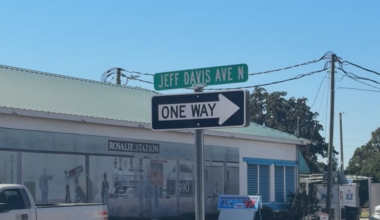 JEFF DAVIS AVE N
ONE WAY
ROSALIE STATION